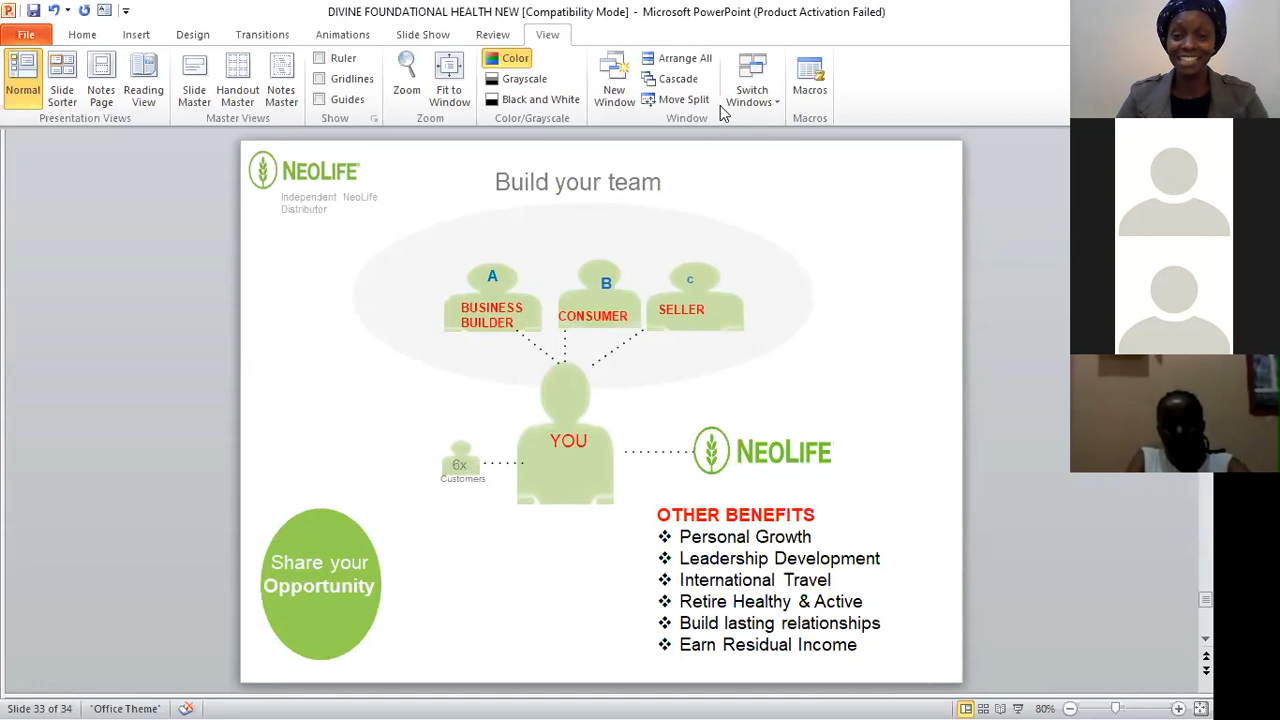 DIVINE FOUNDATIONAL HEALTH NEW [Compatibility Mode] - Microsoft PowerPoint (Product Activation Failed)
File Home Insert Design Transitions Animations Slide Show Review View
Normal
Slide Sorter
Notes Page
Reading View
Presentation Views
Slide Master
Handout Master
Notes Master
Master Views
Ruler
Gridlines
Guides
Show
Zoom
Fit to Window
Zoom
Color
Grayscale
Black and White
Color/Grayscale
New Window
Arrange All
Cascade
Move Split
Switch Windows
Window
Macros
Macros
NEOLIFE
Independent NeoLife
Distributor
Build your team
A
BUSINESS
BUILDER
B
CONSUMER
c
SELLER
YOU
6x
Customers
NEOLIFE
Share your
Opportunity
OTHER BENEFITS
❖ Personal Growth
❖ Leadership Development
❖ International Travel
❖ Retire Healthy & Active
❖ Build lasting relationships
❖ Earn Residual Income
Slide 33 of 34 "Office Theme" 80%